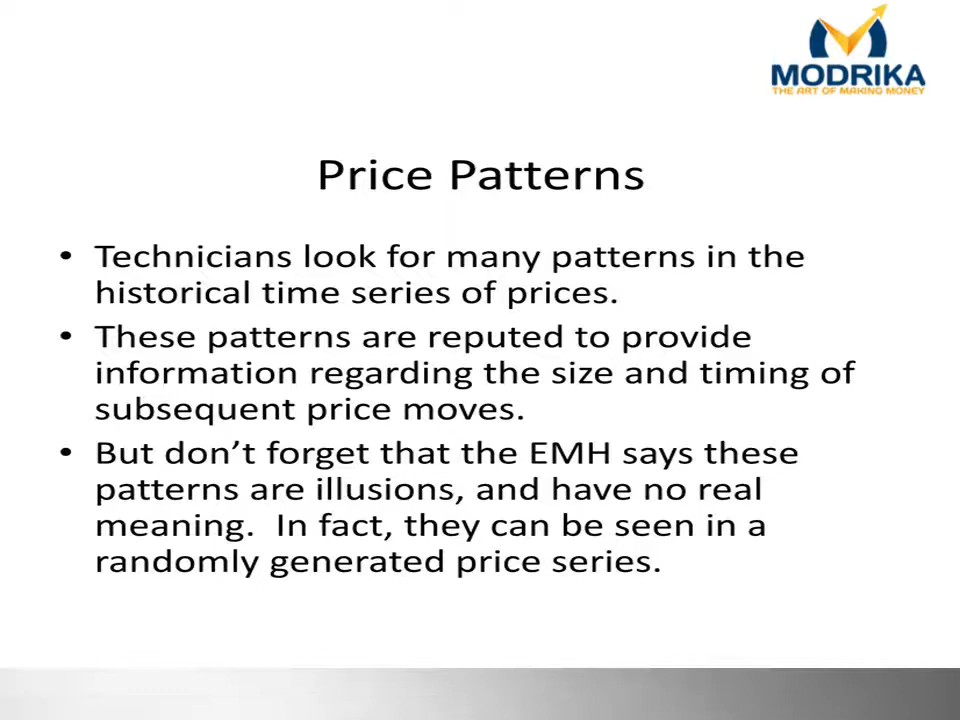 MODRIKA
THE ART OF MAKING MONEY
Price Patterns
• Technicians look for many patterns in the
historical time series of prices.
• These patterns are reputed to provide
information regarding the size and timing of
subsequent price moves.
• But don’t forget that the EMH says these
patterns are illusions, and have no real
meaning.  In fact, they can be seen in a
randomly generated price series.